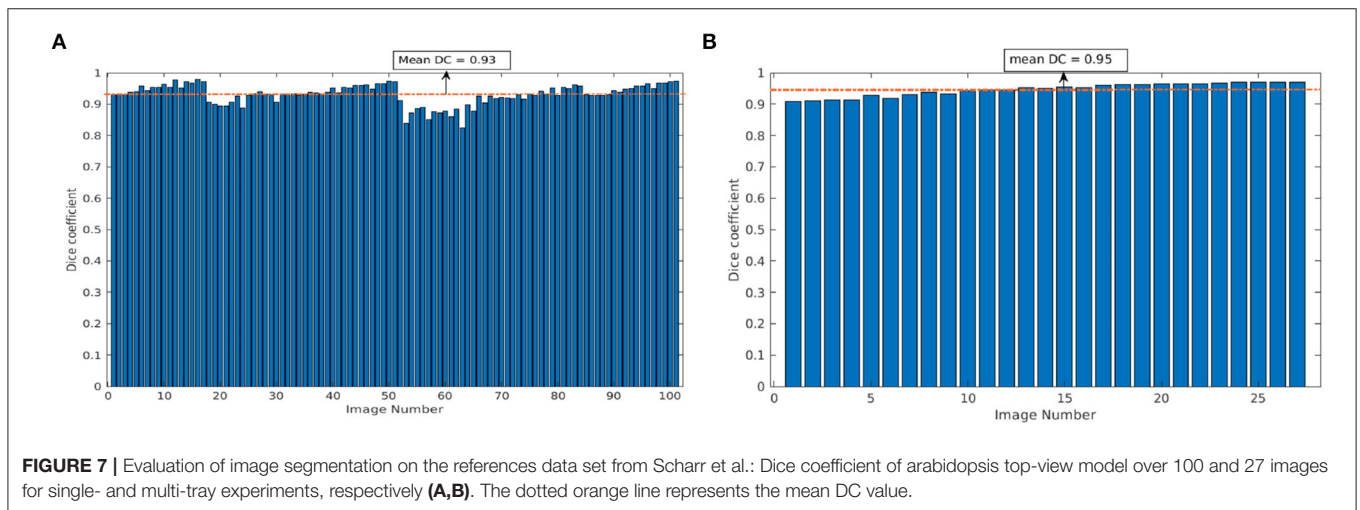 A
Mean DC = 0.93
1
0.9
0.8
0.7
0.6
0.5
0.4
0.3
0.2
0.1
0
Dice coefficient
0 10 20 30 40 50 60 70 80 90 100
Image Number
B
mean DC = 0.95
1
0.9
0.8
0.7
0.6
0.5
0.4
0.3
0.2
0.1
0
Dice coefficient
0 5 10 15 20 25
Image Number
FIGURE 7 | Evaluation of image segmentation on the references data set from Scharr et al.: Dice coefficient of arabidopsis top-view model over 100 and 27 images
for single- and multi-tray experiments, respectively (A,B). The dotted orange line represents the mean DC value.